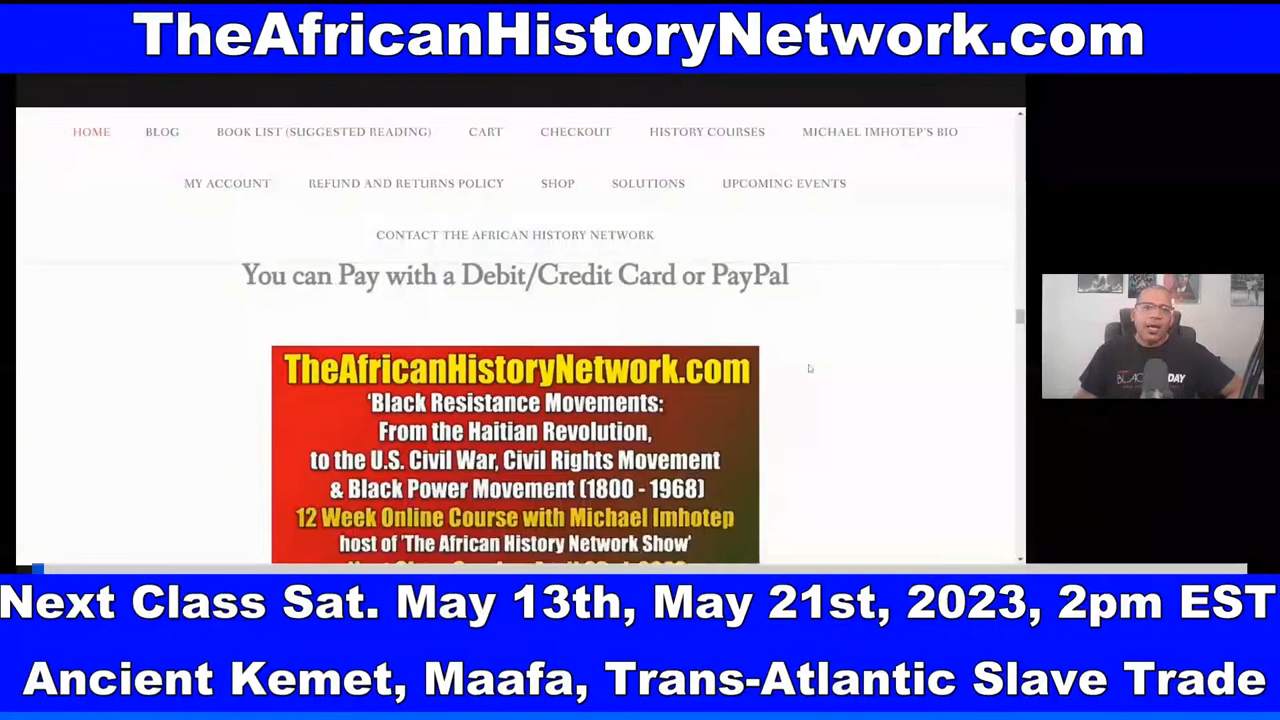 TheAfricanHistoryNetwork.com
HOME BLOG BOOK LIST (SUGGESTED READING) CART CHECKOUT HISTORY COURSES MICHAEL IMHOTEP'S BIO
MY ACCOUNT REFUND AND RETURNS POLICY SHOP SOLUTIONS UPCOMING EVENTS
CONTACT THE AFRICAN HISTORY NETWORK
You can Pay with a Debit/Credit Card or PayPal
TheAfricanHistoryNetwork.com
‘Black Resistance Movements:
From the Haitian Revolution,
to the U.S. Civil War, Civil Rights Movement
& Black Power Movement (1800 - 1968)
12 Week Online Course with Michael Imhotep
host of ‘The African History Network Show’
Next Class Sat. May 13th, May 21st, 2023, 2pm EST
Ancient Kemet, Maafa, Trans-Atlantic Slave Trade